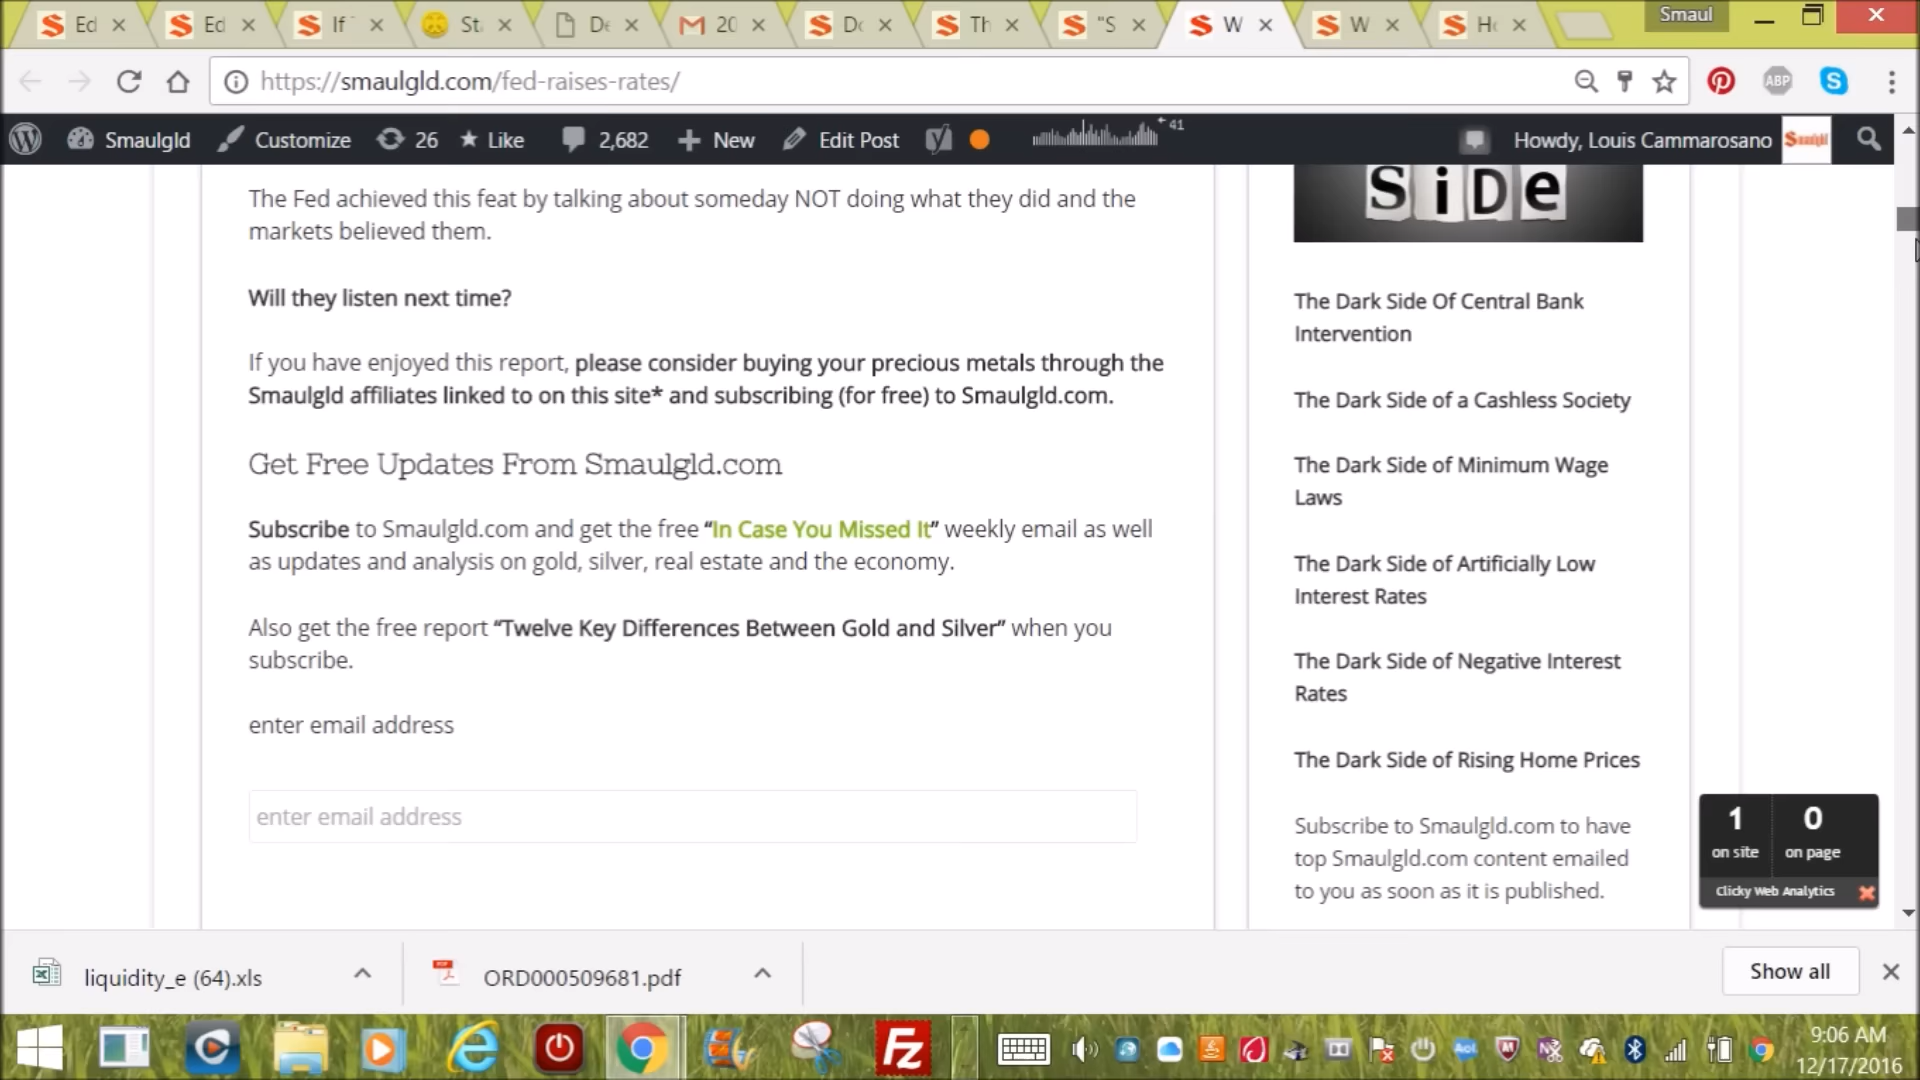 Ed
Ed
If
St
De
20
Do
Th
"S
W
W
Smaul
https://smaulgld.com/fed-raises-rates/
ABP
Smaulgld
Customize
26
Like
2,682
New
Edit Post
41
Howdy, Louis Cammarosano
The Fed achieved this feat by talking about someday NOT doing what they did and the
markets believed them.
Will they listen next time?
If you have enjoyed this report, please consider buying your precious metals through the
Smaulgld affiliates linked to on this site* and subscribing (for free) to Smaulgld.com.
Get Free Updates From Smaulgld.com
Subscribe to Smaulgld.com and get the free “In Case You Missed It” weekly email as well
as updates and analysis on gold, silver, real estate and the economy.
Also get the free report “Twelve Key Differences Between Gold and Silver” when you
subscribe.
enter email address
enter email address
SiDe
The Dark Side Of Central Bank
Intervention
The Dark Side of a Cashless Society
The Dark Side of Minimum Wage
Laws
The Dark Side of Artificially Low
Interest Rates
The Dark Side of Negative Interest
Rates
The Dark Side of Rising Home Prices
Subscribe to Smaulgld.com to have
top Smaulgld.com content emailed
to you as soon as it is published.
1
on site
0
on page
Clicky Web Analytics
liquidity_e (64).xls
ORD000509681.pdf
Show all
9:06 AM
12/17/2016